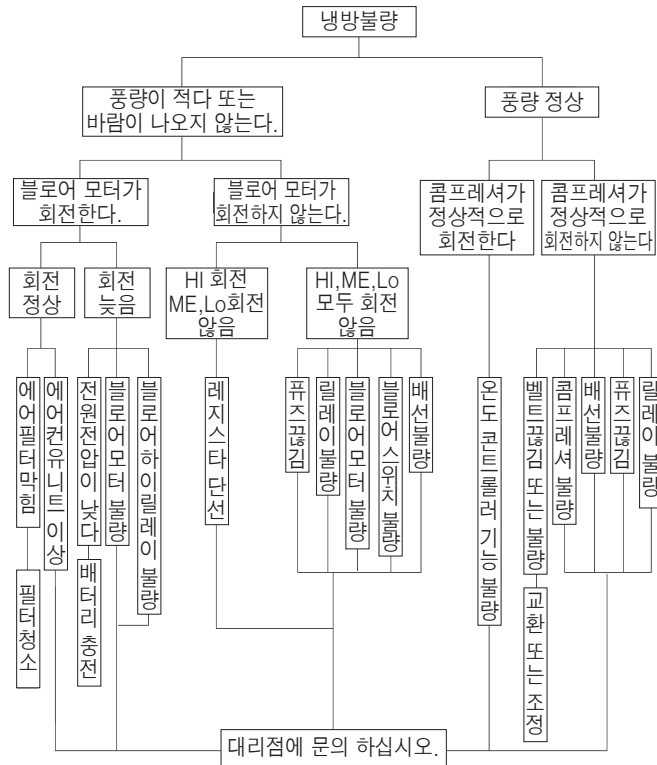 냉방불량
풍량이 적다 또는
바람이 나오지 않는다.
풍량 정상
블로어 모터가
회전한다.
블로어 모터가
회전하지 않는다.
콤프레셔가
정상적으로
회전한다
콤프레셔가
정상적으로
회전하지 않는다
회전
정상
회전
늦음
HI 회전
ME,Lo회전
않음
HI,ME,Lo
모두 회전
않음
에어필터막힘
에어컨유니트 이상
전원전압이 낮다
블로어모터 불량
블로어하이릴레이 불량
레지스타 단선
퓨즈끊김
릴레이불량
블로어모터 불량
블로어 스위치 불량
배선불량
온도 콘트롤러 기능 불량
벨트끊김 또는 불량
콤프레셔 불량
배선불량
퓨즈끊김
릴레이 불량
필터청소
배터리 충전
교환 또는 조정
대리점에 문의 하십시오.